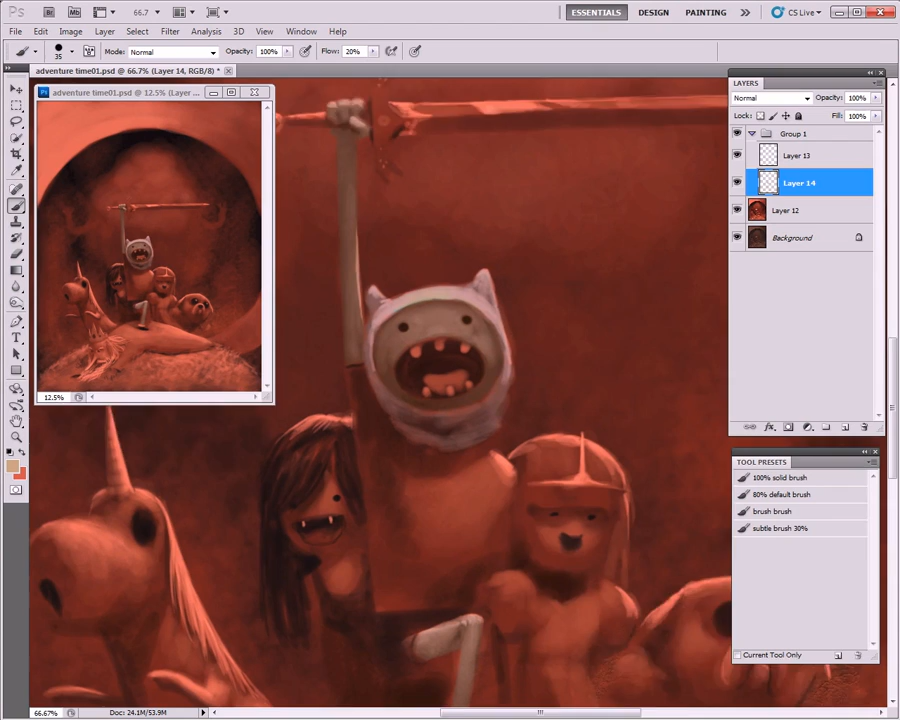 Ps Br Mb 66.7 ESSENTIALS DESIGN PAINTING CS Live
File Edit Image Layer Select Filter Analysis 3D View Window Help
35 Mode: Normal Opacity: 100% Flow: 20%
adventure time01.psd @ 66.7% (Layer 14, RGB/8) *
Ps adventure time01.psd @ 12.5% (Layer ...
12.5%
LAYERS
Normal Opacity: 100%
Lock: Fill: 100%
Group 1
Layer 13
Layer 14
Layer 12
Background
fx
TOOL PRESETS
100% solid brush
80% default brush
brush brush
subtle brush 30%
Current Tool Only
T
66.67% Doc: 24.1M/53.9M